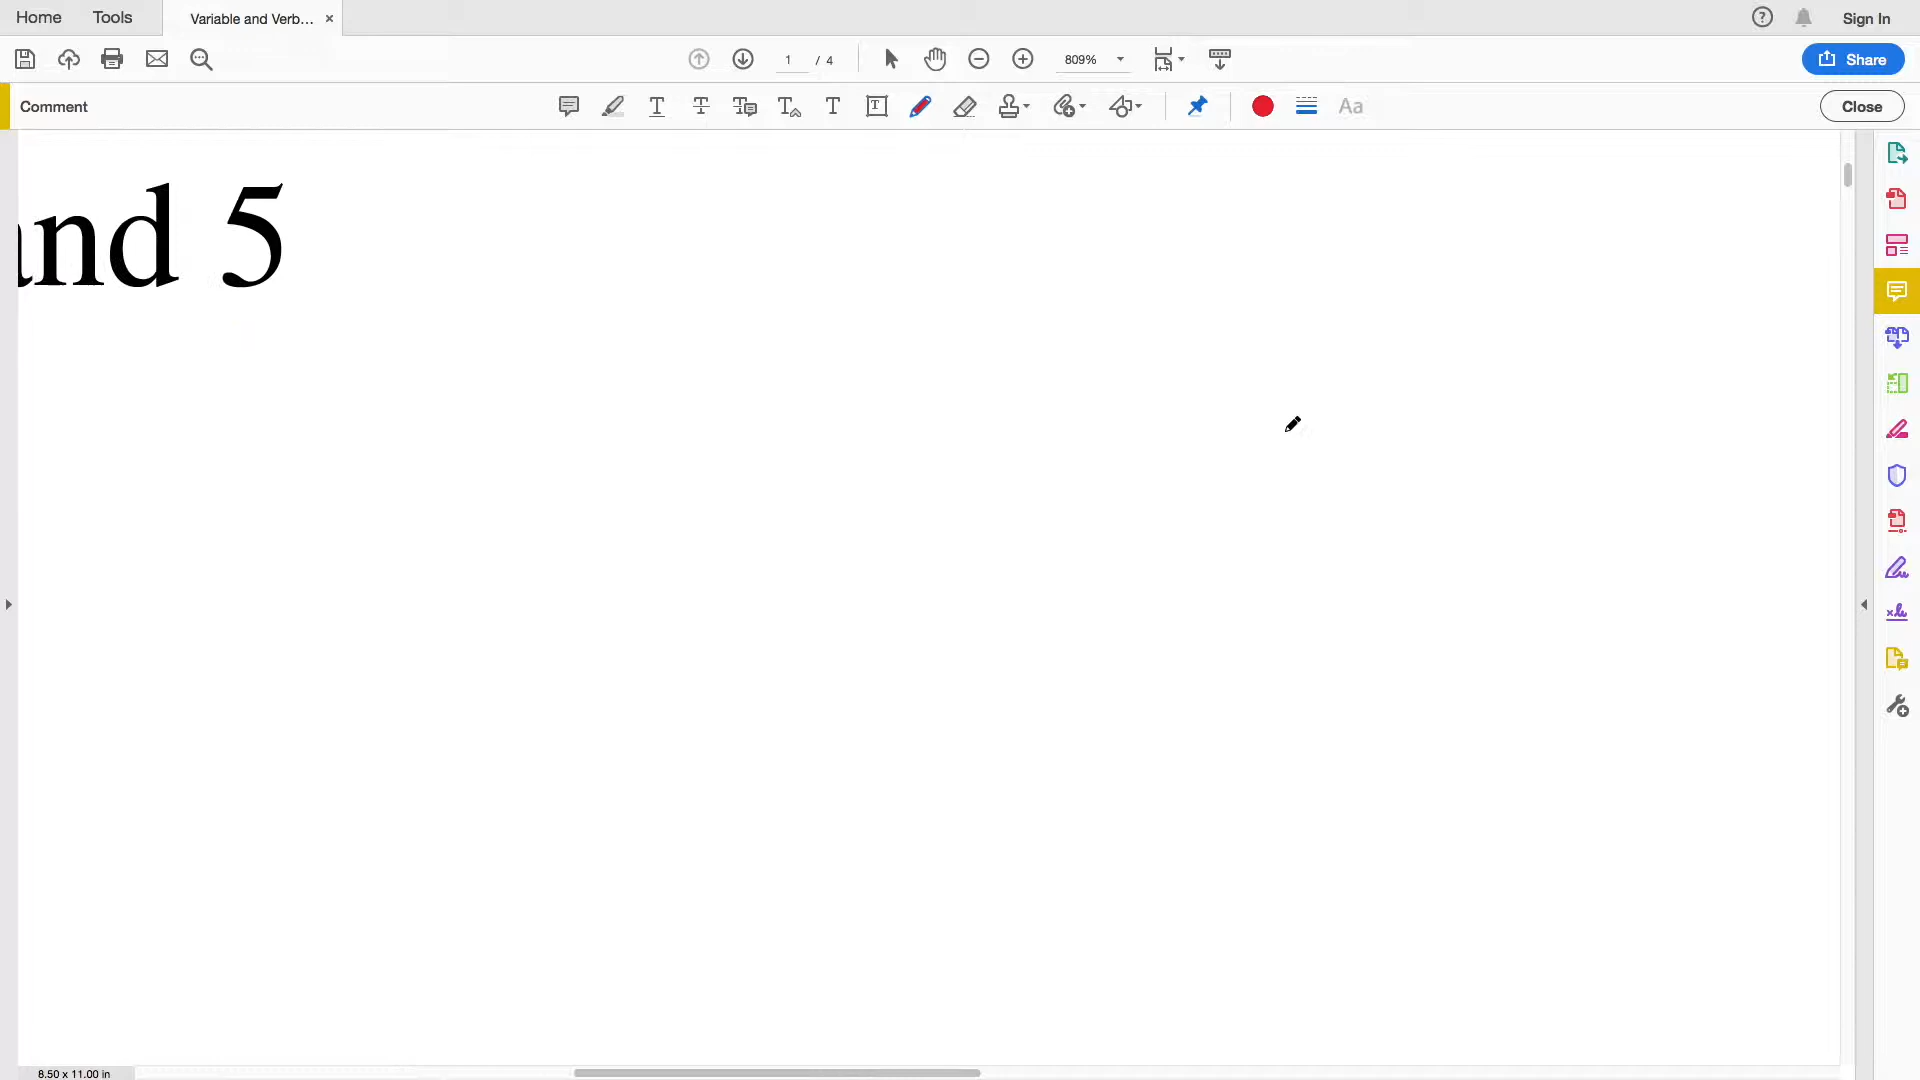 Home Tools Variable and Verb... × Sign In
1 / 4 809% Share
Comment Aa Close
and 5
8.50 x 11.00 in